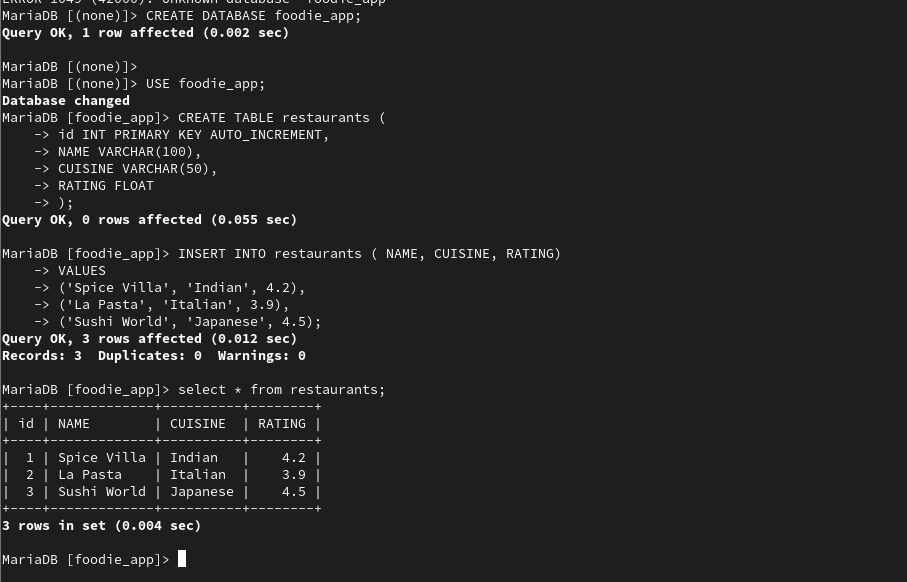 ERROR 1049 (42000): Unknown database 'foodie_app'
MariaDB [(none)]> CREATE DATABASE foodie_app;
Query OK, 1 row affected (0.002 sec)
MariaDB [(none)]>
MariaDB [(none)]> USE foodie_app;
Database changed
MariaDB [foodie_app]> CREATE TABLE restaurants (
    -> id INT PRIMARY KEY AUTO_INCREMENT,
    -> NAME VARCHAR(100),
    -> CUISINE VARCHAR(50),
    -> RATING FLOAT
    -> );
Query OK, 0 rows affected (0.055 sec)
MariaDB [foodie_app]> INSERT INTO restaurants ( NAME, CUISINE, RATING)
    -> VALUES
    -> ('Spice Villa', 'Indian', 4.2),
    -> ('La Pasta', 'Italian', 3.9),
    -> ('Sushi World', 'Japanese', 4.5);
Query OK, 3 rows affected (0.012 sec)
Records: 3  Duplicates: 0  Warnings: 0
MariaDB [foodie_app]> select * from restaurants;
+----+-------------+----------+--------+
| id | NAME        | CUISINE  | RATING |
+----+-------------+----------+--------+
|  1 | Spice Villa | Indian   |    4.2 |
|  2 | La Pasta    | Italian  |    3.9 |
|  3 | Sushi World | Japanese |    4.5 |
+----+-------------+----------+--------+
3 rows in set (0.004 sec)
MariaDB [foodie_app]>